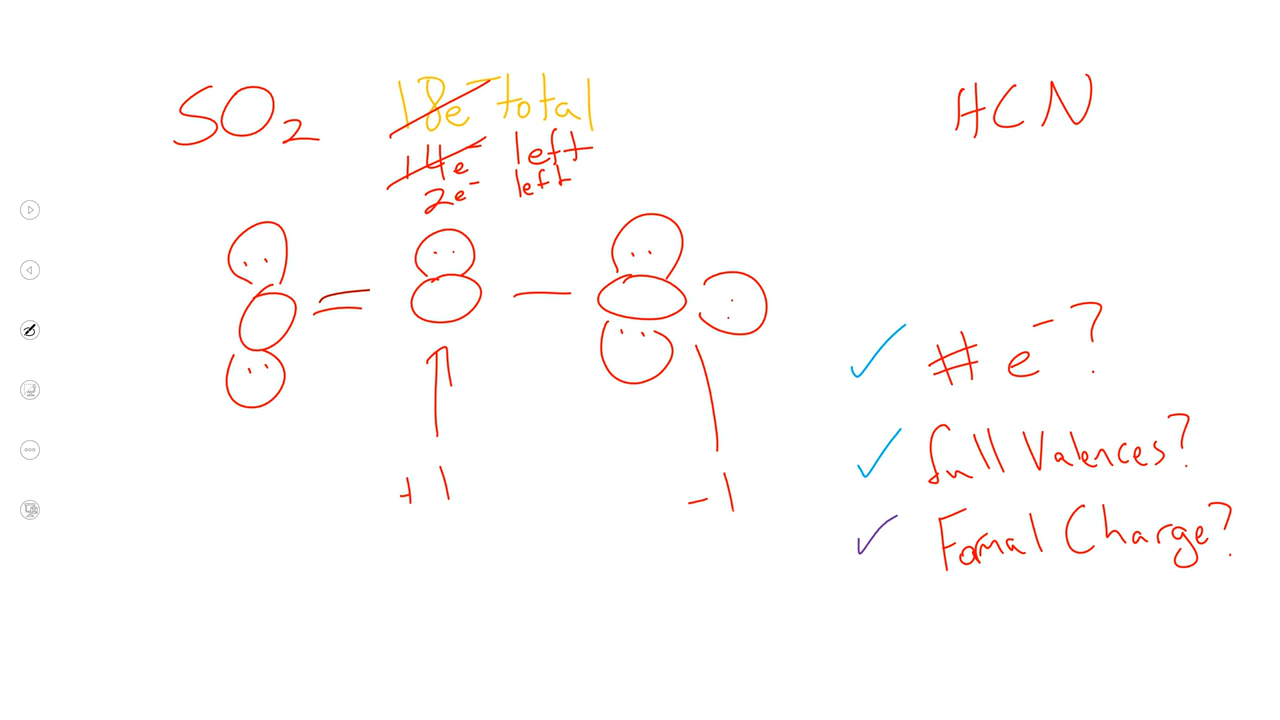 SO2
18e⁻ total
14e⁻ left
2e⁻ left
HCN
O = O — O
+1
-1
# e⁻?
full Valences?
Formal Charge?